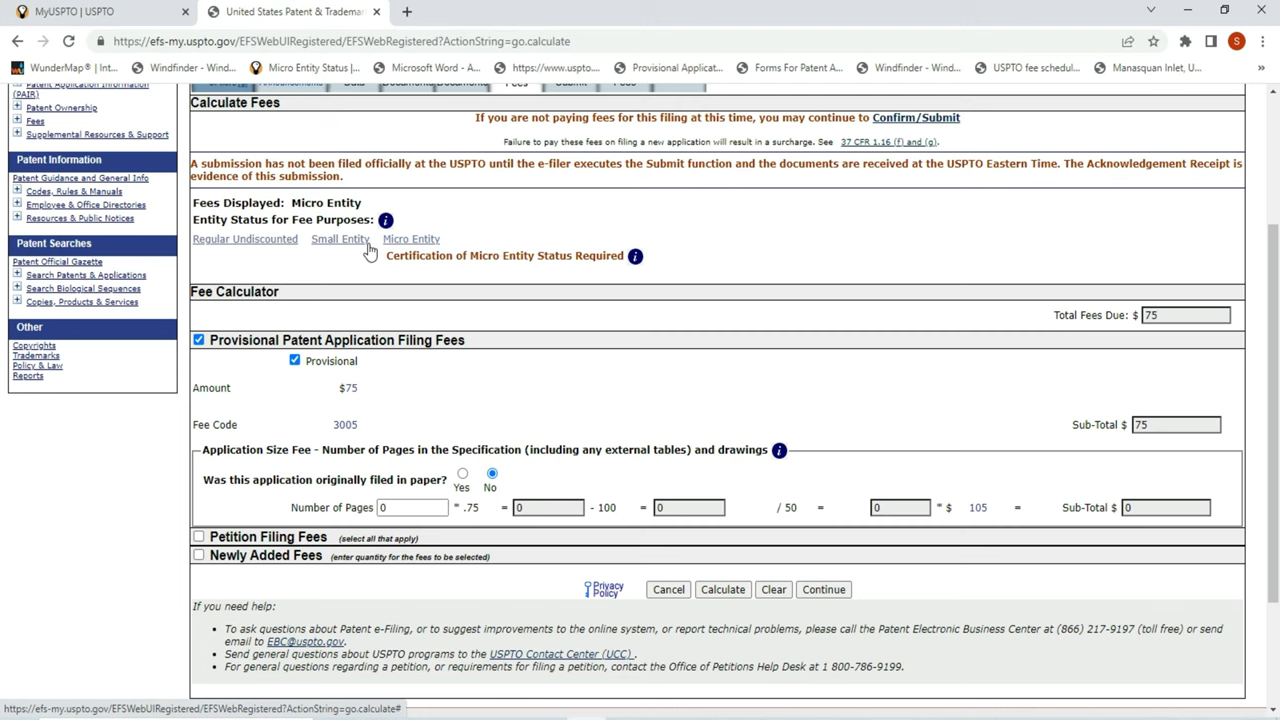 MyUSPTO | USPTO
United States Patent & Tradema
https://efs-my.uspto.gov/EFSWebUIRegistered/EFSWebRegistered?ActionString=go.calculate
S
WunderMap® | Int...
Windfinder - Wind...
Micro Entity Status |...
Microsoft Word - A...
https://www.uspto....
Provisional Applicat...
Forms For Patent A...
Windfinder - Wind...
USPTO fee schedul...
Manasquan Inlet, U...
»
Patent Application Information
(PAIR)
Patent Ownership
Fees
Supplemental Resources & Support
Patent Information
Patent Guidance and General Info
Codes, Rules & Manuals
Employee & Office Directories
Resources & Public Notices
Patent Searches
Patent Official Gazette
Search Patents & Applications
Search Biological Sequences
Copies, Products & Services
Other
Copyrights
Trademarks
Policy & Law
Reports
Calculate Fees
If you are not paying fees for this filing at this time, you may continue to Confirm/Submit
Failure to pay these fees on filing a new application will result in a surcharge. See 37 CFR 1.16 (f) and (g).
A submission has not been filed officially at the USPTO until the e-filer executes the Submit function and the documents are received at the USPTO Eastern Time. The Acknowledgement Receipt is
evidence of this submission.
Fees Displayed: Micro Entity
Entity Status for Fee Purposes: i
Regular Undiscounted Small Entity Micro Entity
Certification of Micro Entity Status Required i
Fee Calculator
Total Fees Due: $ 75
Provisional Patent Application Filing Fees
Provisional
Amount $75
Fee Code 3005 Sub-Total $ 75
Application Size Fee - Number of Pages in the Specification (including any external tables) and drawings i
Was this application originally filed in paper?
Yes No
Number of Pages 0 * .75 = 0 - 100 = 0 / 50 = 0 * $ 105 = Sub-Total $ 0
Petition Filing Fees (select all that apply)
Newly Added Fees (enter quantity for the fees to be selected)
Privacy
Policy
Cancel Calculate Clear Continue
If you need help:
• To ask questions about Patent e-Filing, or to suggest improvements to the online system, or report technical problems, please call the Patent Electronic Business Center at (866) 217-9197 (toll free) or send
email to EBC@uspto.gov.
• Send general questions about USPTO programs to the USPTO Contact Center (UCC) .
• For general questions regarding a petition, or requirements for filing a petition, contact the Office of Petitions Help Desk at 1 800-786-9199.
https://efs-my.uspto.gov/EFSWebUIRegistered/EFSWebRegistered?ActionString=go.calculate#